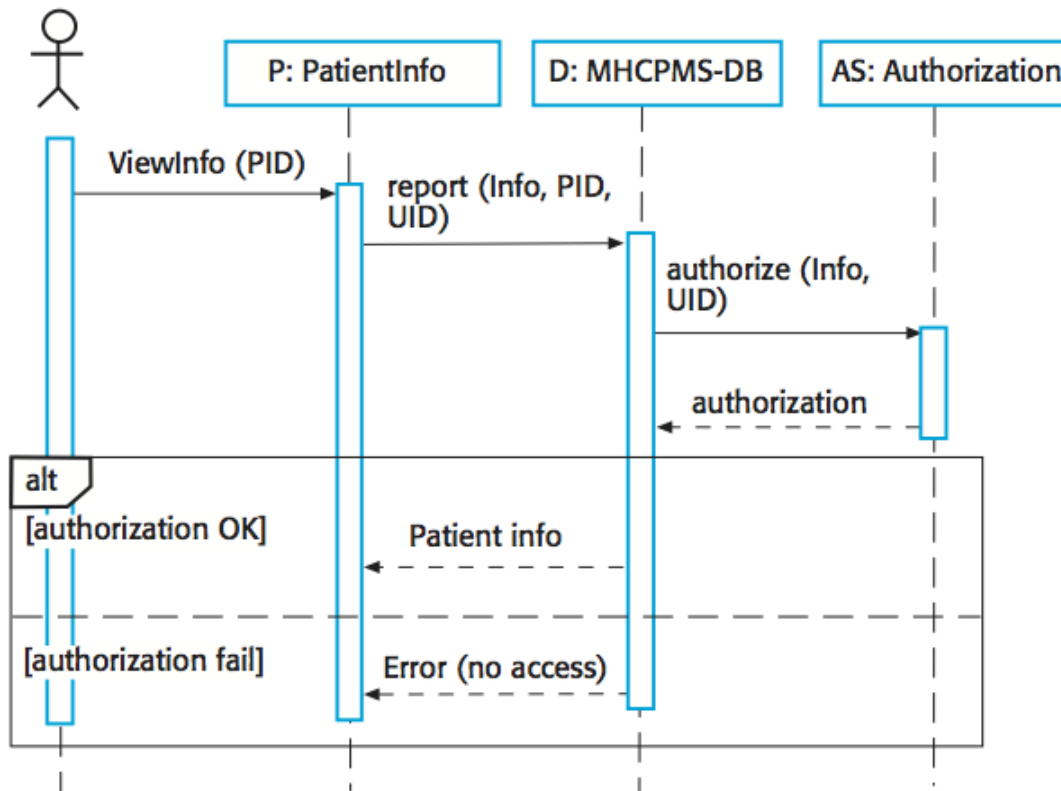 P: PatientInfo
D: MHCPMS-DB
AS: Authorization
ViewInfo (PID)
report (Info, PID,
UID)
authorize (Info,
UID)
authorization
alt
[authorization OK]
Patient info
[authorization fail]
Error (no access)